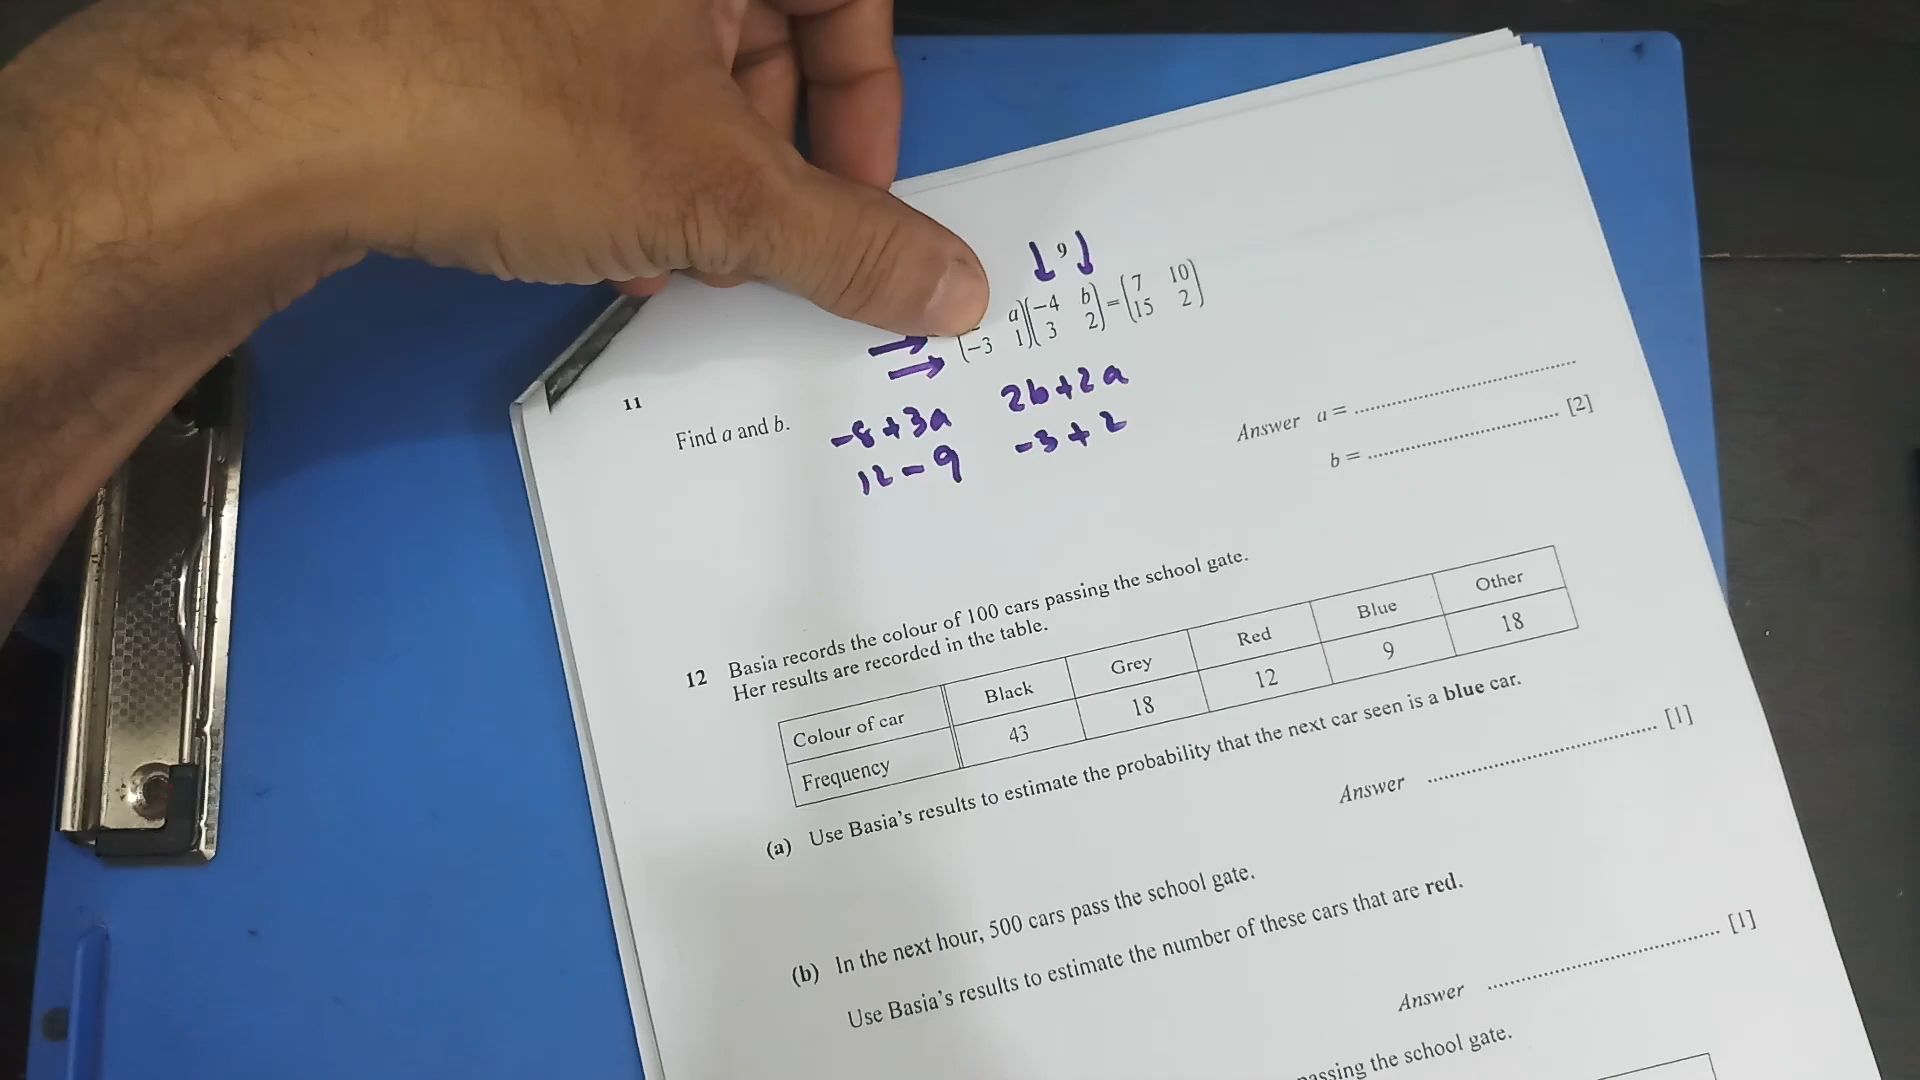 9
a −4 b = 7 10
−3 1 3 2 15 2
11
Find a and b.
-8+3a 2b+2a
12-9 -3+2
Answer a = ........................ [2]
b = ........................
12 Basia records the colour of 100 cars passing the school gate.
Her results are recorded in the table.
Colour of car Black Grey Red Blue Other
Frequency 43 18 12 9 18
(a) Use Basia's results to estimate the probability that the next car seen is a blue car.
Answer ........................ [1]
(b) In the next hour, 500 cars pass the school gate.
Use Basia's results to estimate the number of these cars that are red.
Answer ........................ [1]
passing the school gate.